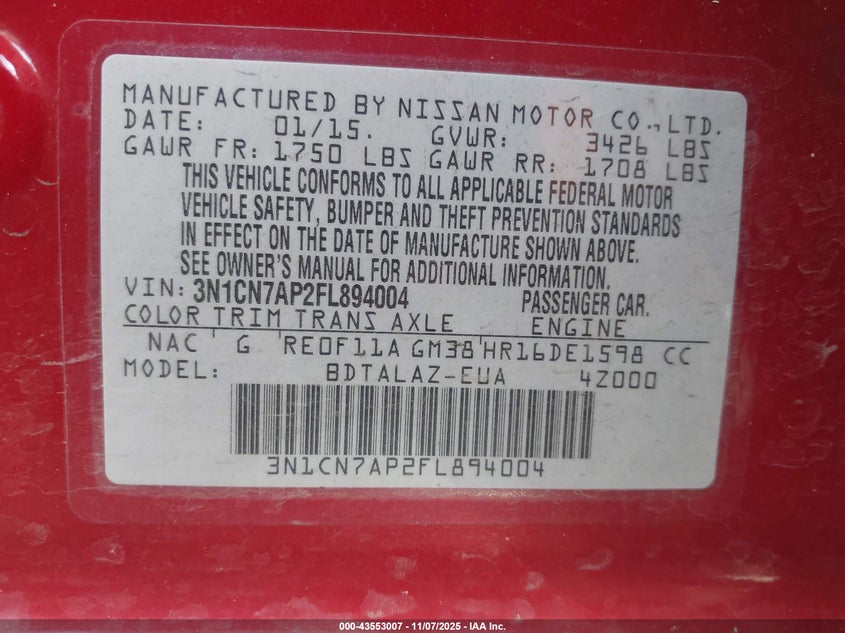 MANUFACTURED BY NISSAN MOTOR CO.,LTD.
DATE: 01/15. GVWR: 3426 LBS
GAWR FR: 1750 LBS GAWR RR: 1708 LBS
THIS VEHICLE CONFORMS TO ALL APPLICABLE FEDERAL MOTOR
VEHICLE SAFETY, BUMPER AND THEFT PREVENTION STANDARDS
IN EFFECT ON THE DATE OF MANUFACTURE SHOWN ABOVE.
SEE OWNER'S MANUAL FOR ADDITIONAL INFORMATION.
VIN: 3N1CN7AP2FL894004 PASSENGER CAR.
COLOR TRIM TRANS AXLE ENGINE
NAC G RE0F11A GM38 HR16DE1598 CC
MODEL: BDTALAZ-EUA 4Z000
3N1CN7AP2FL894004
000-43553007 - 11/07/2025 - IAA Inc.